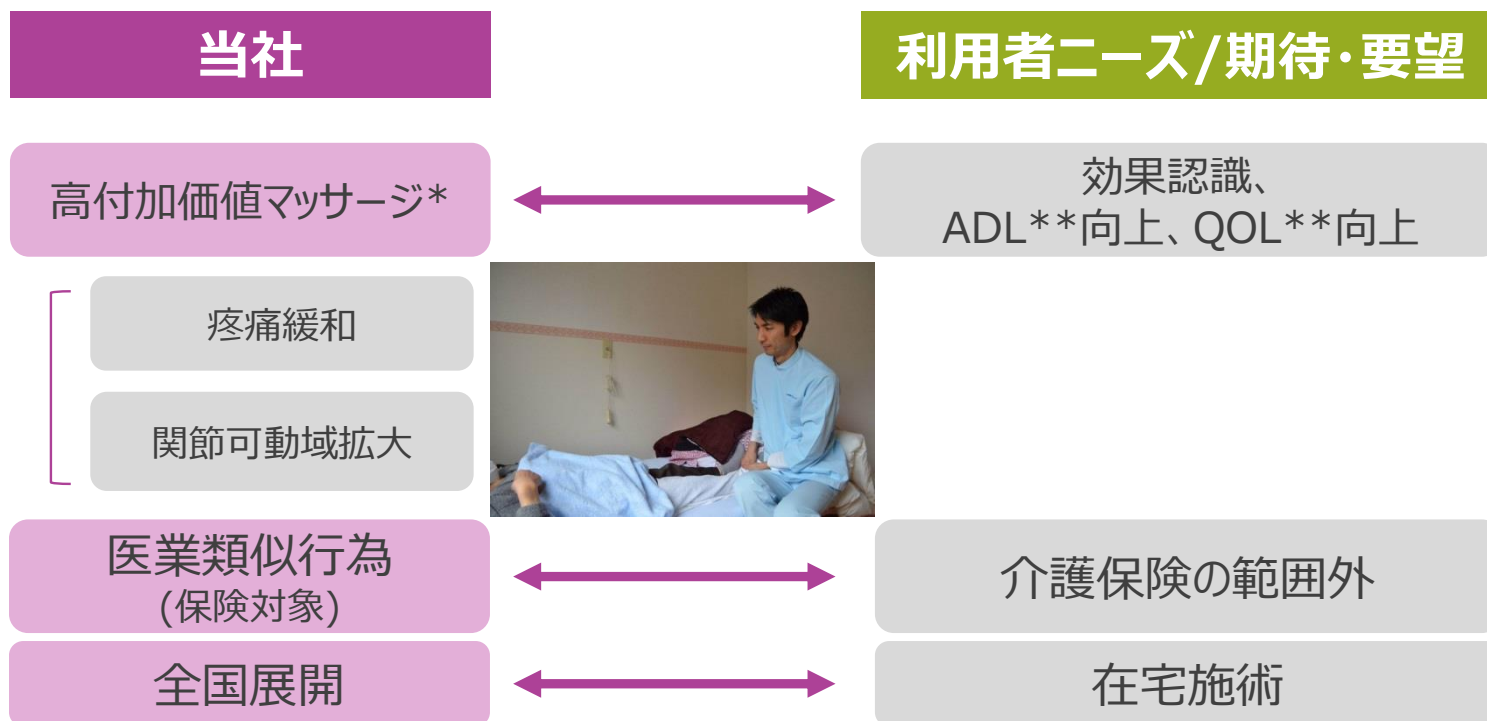 当社
利用者ニーズ/期待・要望
高付加価値マッサージ*
効果認識、
ADL**向上、QOL**向上
疼痛緩和
関節可動域拡大
医業類似行為
(保険対象)
介護保険の範囲外
全国展開
在宅施術